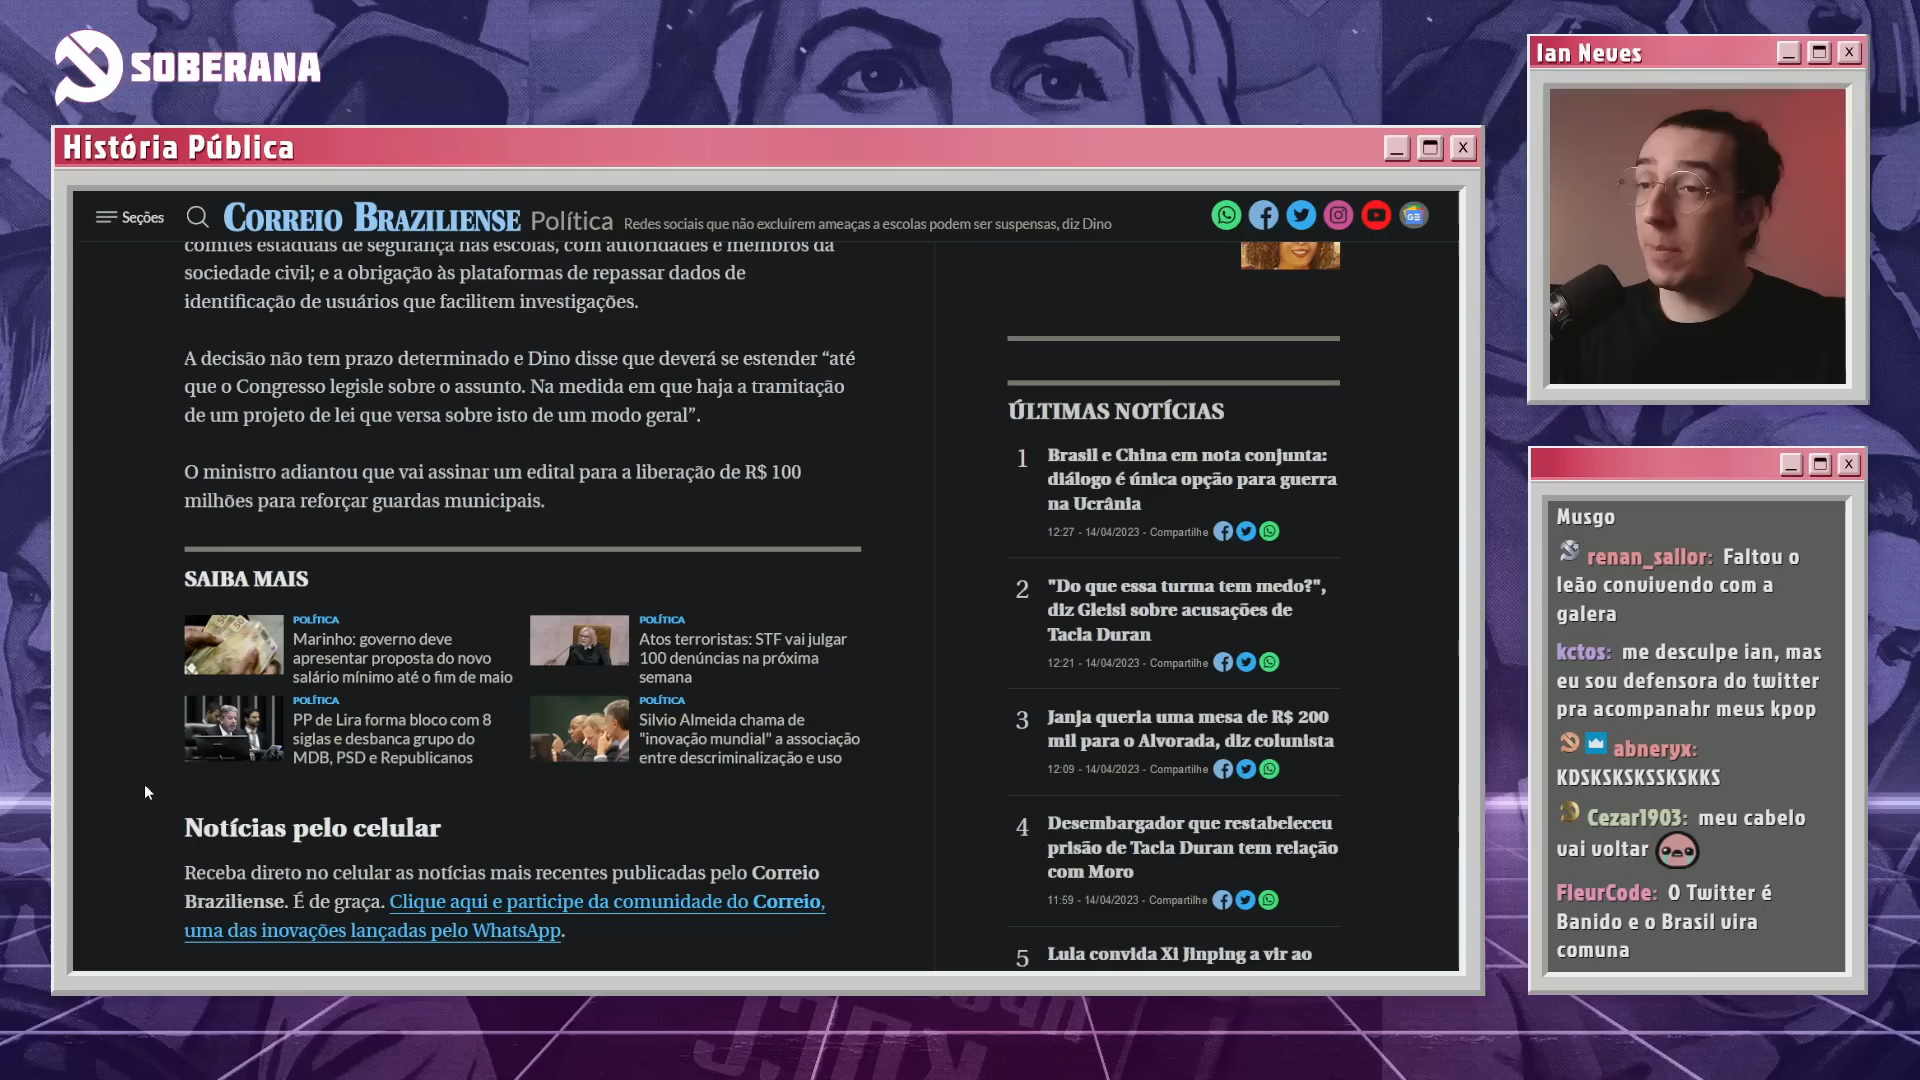 SOBERANA
História Pública
Seções
CORREIO BRAZILIENSE Política Redes sociais que não excluírem ameaças a escolas podem ser suspensas, diz Dino
comitês estaduais de segurança nas escolas, com autoridades e membros da
sociedade civil; e a obrigação às plataformas de repassar dados de
identificação de usuários que facilitem investigações.
A decisão não tem prazo determinado e Dino disse que deverá se estender “até
que o Congresso legisle sobre o assunto. Na medida em que haja a tramitação
de um projeto de lei que versa sobre isto de um modo geral”.
O ministro adiantou que vai assinar um edital para a liberação de R$ 100
milhões para reforçar guardas municipais.
SAIBA MAIS
POLÍTICA
Marinho: governo deve
apresentar proposta do novo
salário mínimo até o fim de maio
POLÍTICA
Atos terroristas: STF vai julgar
100 denúncias na próxima
semana
POLÍTICA
PP de Lira forma bloco com 8
siglas e desbanca grupo do
MDB, PSD e Republicanos
POLÍTICA
Silvio Almeida chama de
"inovação mundial" a associação
entre descriminalização e uso
Notícias pelo celular
Receba direto no celular as notícias mais recentes publicadas pelo Correio
Braziliense. É de graça. Clique aqui e participe da comunidade do Correio,
uma das inovações lançadas pelo WhatsApp.
ÚLTIMAS NOTÍCIAS
1
Brasil e China em nota conjunta:
diálogo é única opção para guerra
na Ucrânia
12:27 - 14/04/2023 - Compartilhe
2
"Do que essa turma tem medo?",
diz Gleisi sobre acusações de
Tacla Duran
12:21 - 14/04/2023 - Compartilhe
3
Janja queria uma mesa de R$ 200
mil para o Alvorada, diz colunista
12:09 - 14/04/2023 - Compartilhe
4
Desembargador que restabeleceu
prisão de Tacla Duran tem relação
com Moro
11:59 - 14/04/2023 - Compartilhe
5
Lula convida Xi Jinping a vir ao
Ian Neves
Musgo
renan_sailor: Faltou o
leão convivendo com a
galera
kctos: me desculpe ian, mas
eu sou defensora do twitter
pra acompanahr meus kpop
abneryx:
KDSKSKSKSSKSKKS
Cezar1903: meu cabelo
vai voltar
FleurCode: O Twitter é
Banido e o Brasil vira
comuna